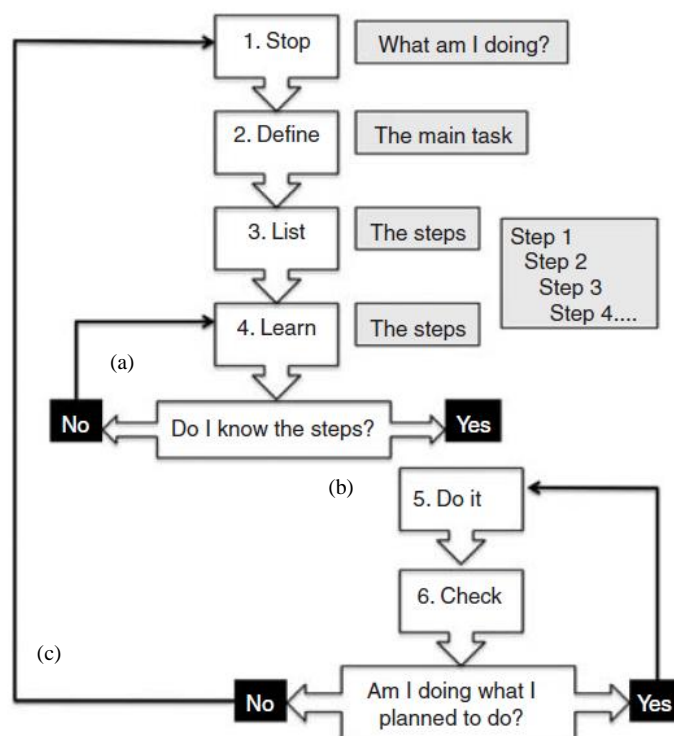 1. Stop
What am I doing?
2. Define
The main task
3. List
The steps
Step 1
Step 2
Step 3
Step 4....
4. Learn
The steps
(a)
No
Do I know the steps?
Yes
(b)
5. Do it
6. Check
(c)
No
Am I doing what I
planned to do?
Yes